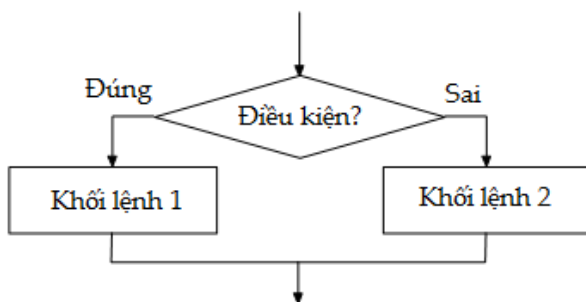 Đúng
Sai
Điều kiện?
Khối lệnh 1
Khối lệnh 2